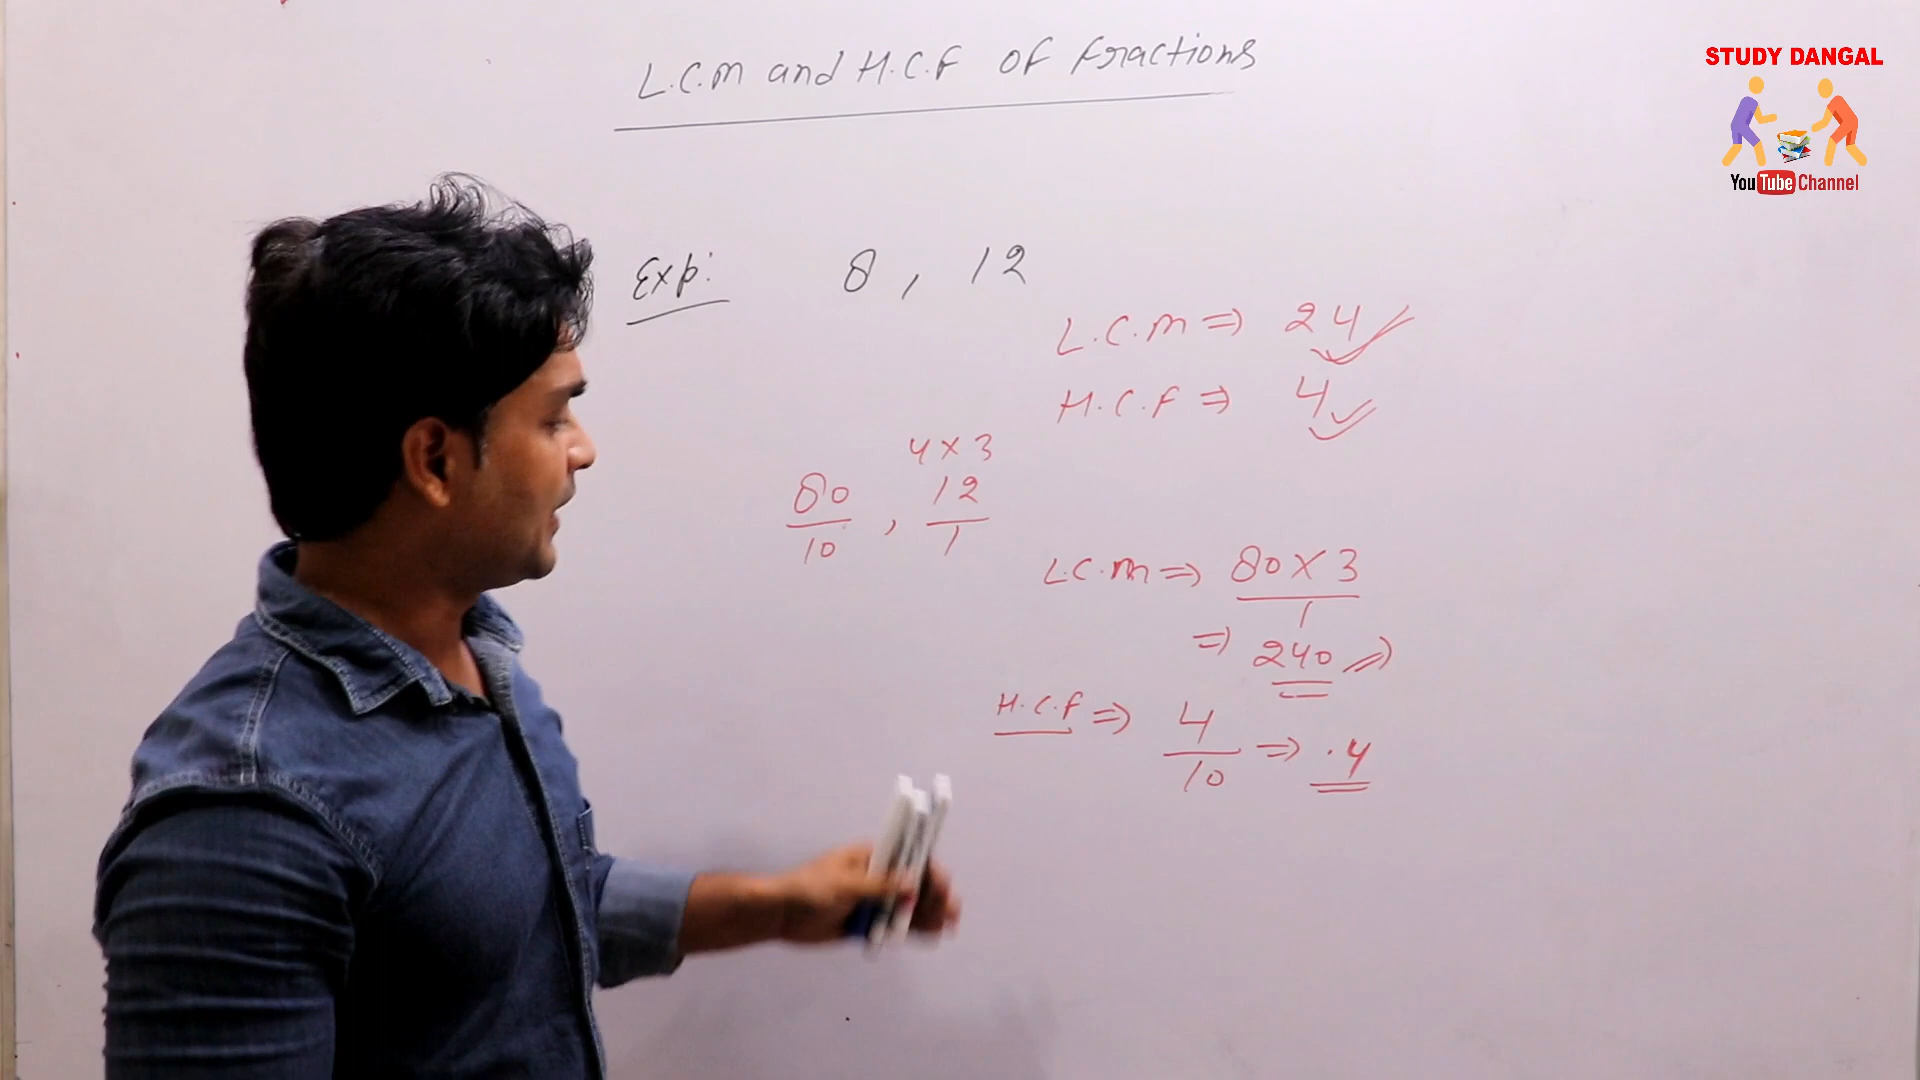 L.C.M and H.C.F of fractions
STUDY DANGAL
YouTube Channel
Exp: 8 , 12
L.C.M ⇒ 24
H.C.F ⇒ 4
4 × 3
80/10 , 12/1
L.C.M ⇒ 80 × 3/1
⇒ 240
H.C.F ⇒ 4/10 ⇒ .4